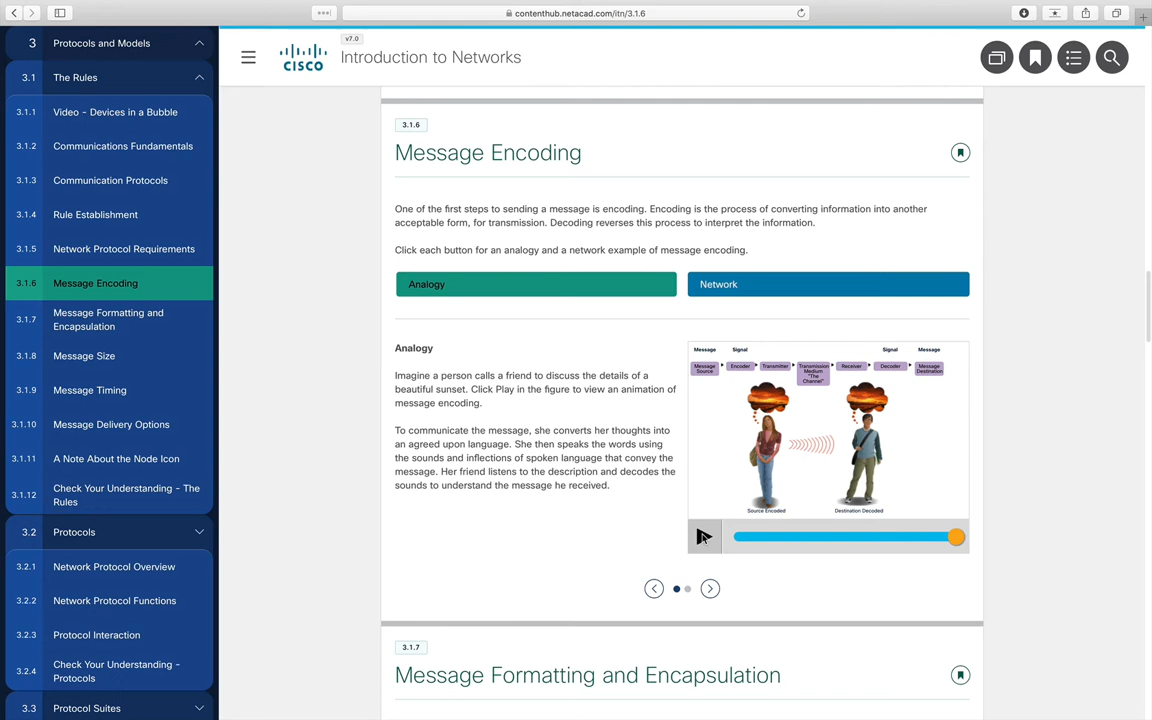 contenthub.netacad.com/itn/3.1.6
3 Protocols and Models
3.1 The Rules
3.1.1 Video - Devices in a Bubble
3.1.2 Communications Fundamentals
3.1.3 Communication Protocols
3.1.4 Rule Establishment
3.1.5 Network Protocol Requirements
3.1.6 Message Encoding
3.1.7 Message Formatting and
Encapsulation
3.1.8 Message Size
3.1.9 Message Timing
3.1.10 Message Delivery Options
3.1.11 A Note About the Node Icon
3.1.12 Check Your Understanding - The
Rules
3.2 Protocols
3.2.1 Network Protocol Overview
3.2.2 Network Protocol Functions
3.2.3 Protocol Interaction
3.2.4 Check Your Understanding -
Protocols
3.3 Protocol Suites
CISCO
v7.0
Introduction to Networks
3.1.6
Message Encoding
One of the first steps to sending a message is encoding. Encoding is the process of converting information into another
acceptable form, for transmission. Decoding reverses this process to interpret the information.
Click each button for an analogy and a network example of message encoding.
Analogy Network
Analogy
Imagine a person calls a friend to discuss the details of a
beautiful sunset. Click Play in the figure to view an animation of
message encoding.
To communicate the message, she converts her thoughts into
an agreed upon language. She then speaks the words using
the sounds and inflections of spoken language that convey the
message. Her friend listens to the description and decodes the
sounds to understand the message he received.
Message Signal Signal Message
Message
Source
Encoder
Transmitter
Transmission
Medium
"The
Channel"
Receiver
Decoder
Message
Destination
Source Encoded Destination Decoded
3.1.7
Message Formatting and Encapsulation